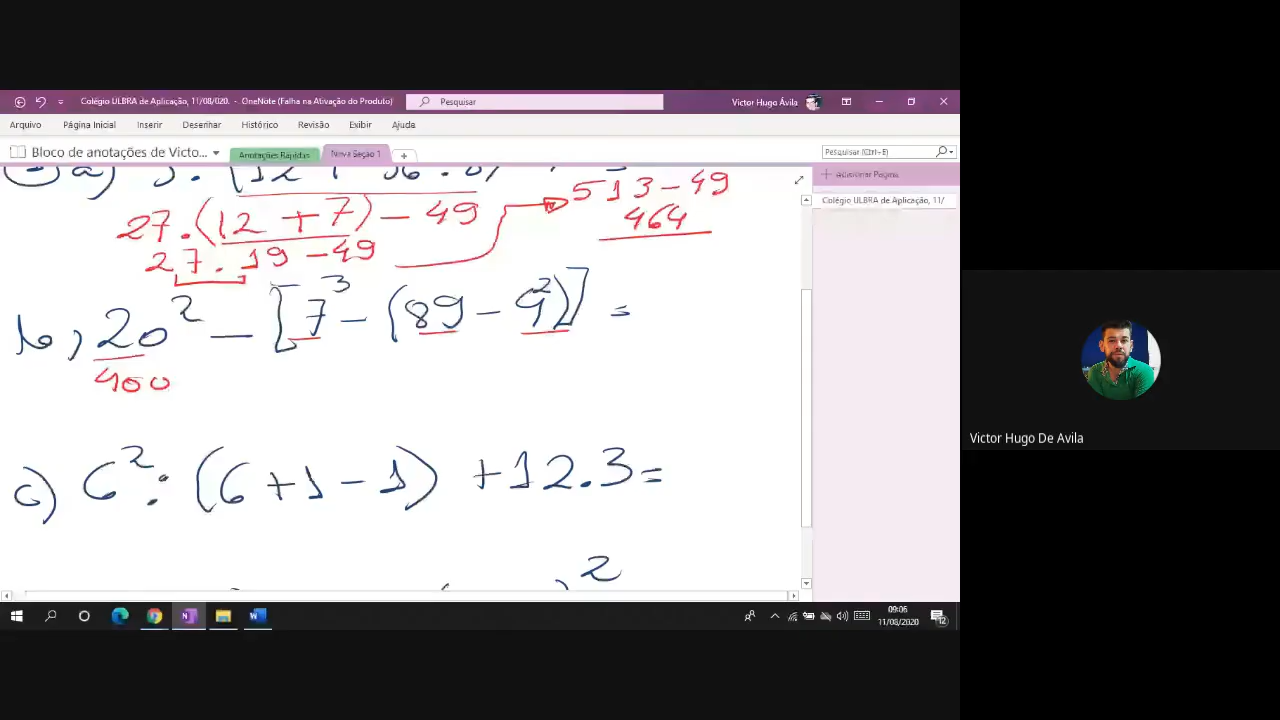 Colégio ULBRA de Aplicação, 11/08/020. - OneNote (Falha na Ativação do Produto)
Pesquisar
Victor Hugo Ávila
Arquivo Página Inicial Inserir Desenhar Histórico Revisão Exibir Ajuda
Bloco de anotações de Victo...
Anotações Rápidas
Nova Seção 1
Pesquisar (Ctrl+E)
Adicionar Página
Colégio ULBRA de Aplicação, 11/
27.(12 + 7) - 49
27.19 - 49
513 - 49
464
b) 20² - [7³ - (89 - 9²)] =
400
c) 6² : (6 + 1 - 1) + 12.3 =
2
Victor Hugo De Avila
09:06
11/08/2020
12